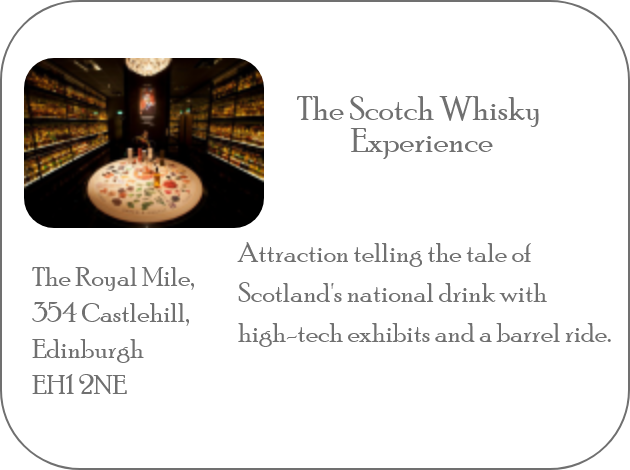 The Scotch Whisky
Experience
Attraction telling the tale of
Scotland's national drink with
high-tech exhibits and a barrel ride.
The Royal Mile,
354 Castlehill,
Edinburgh
EH1 2NE